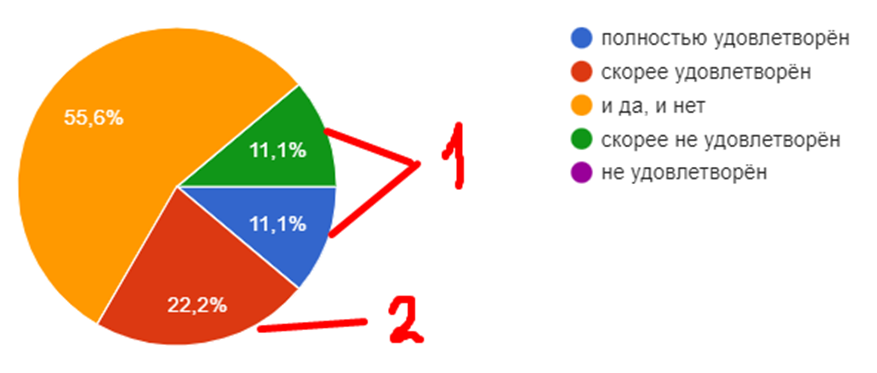 55,6%
11,1%
11,1%
22,2%
1
2
полностью удовлетворён
скорее удовлетворён
и да, и нет
скорее не удовлетворён
не удовлетворён